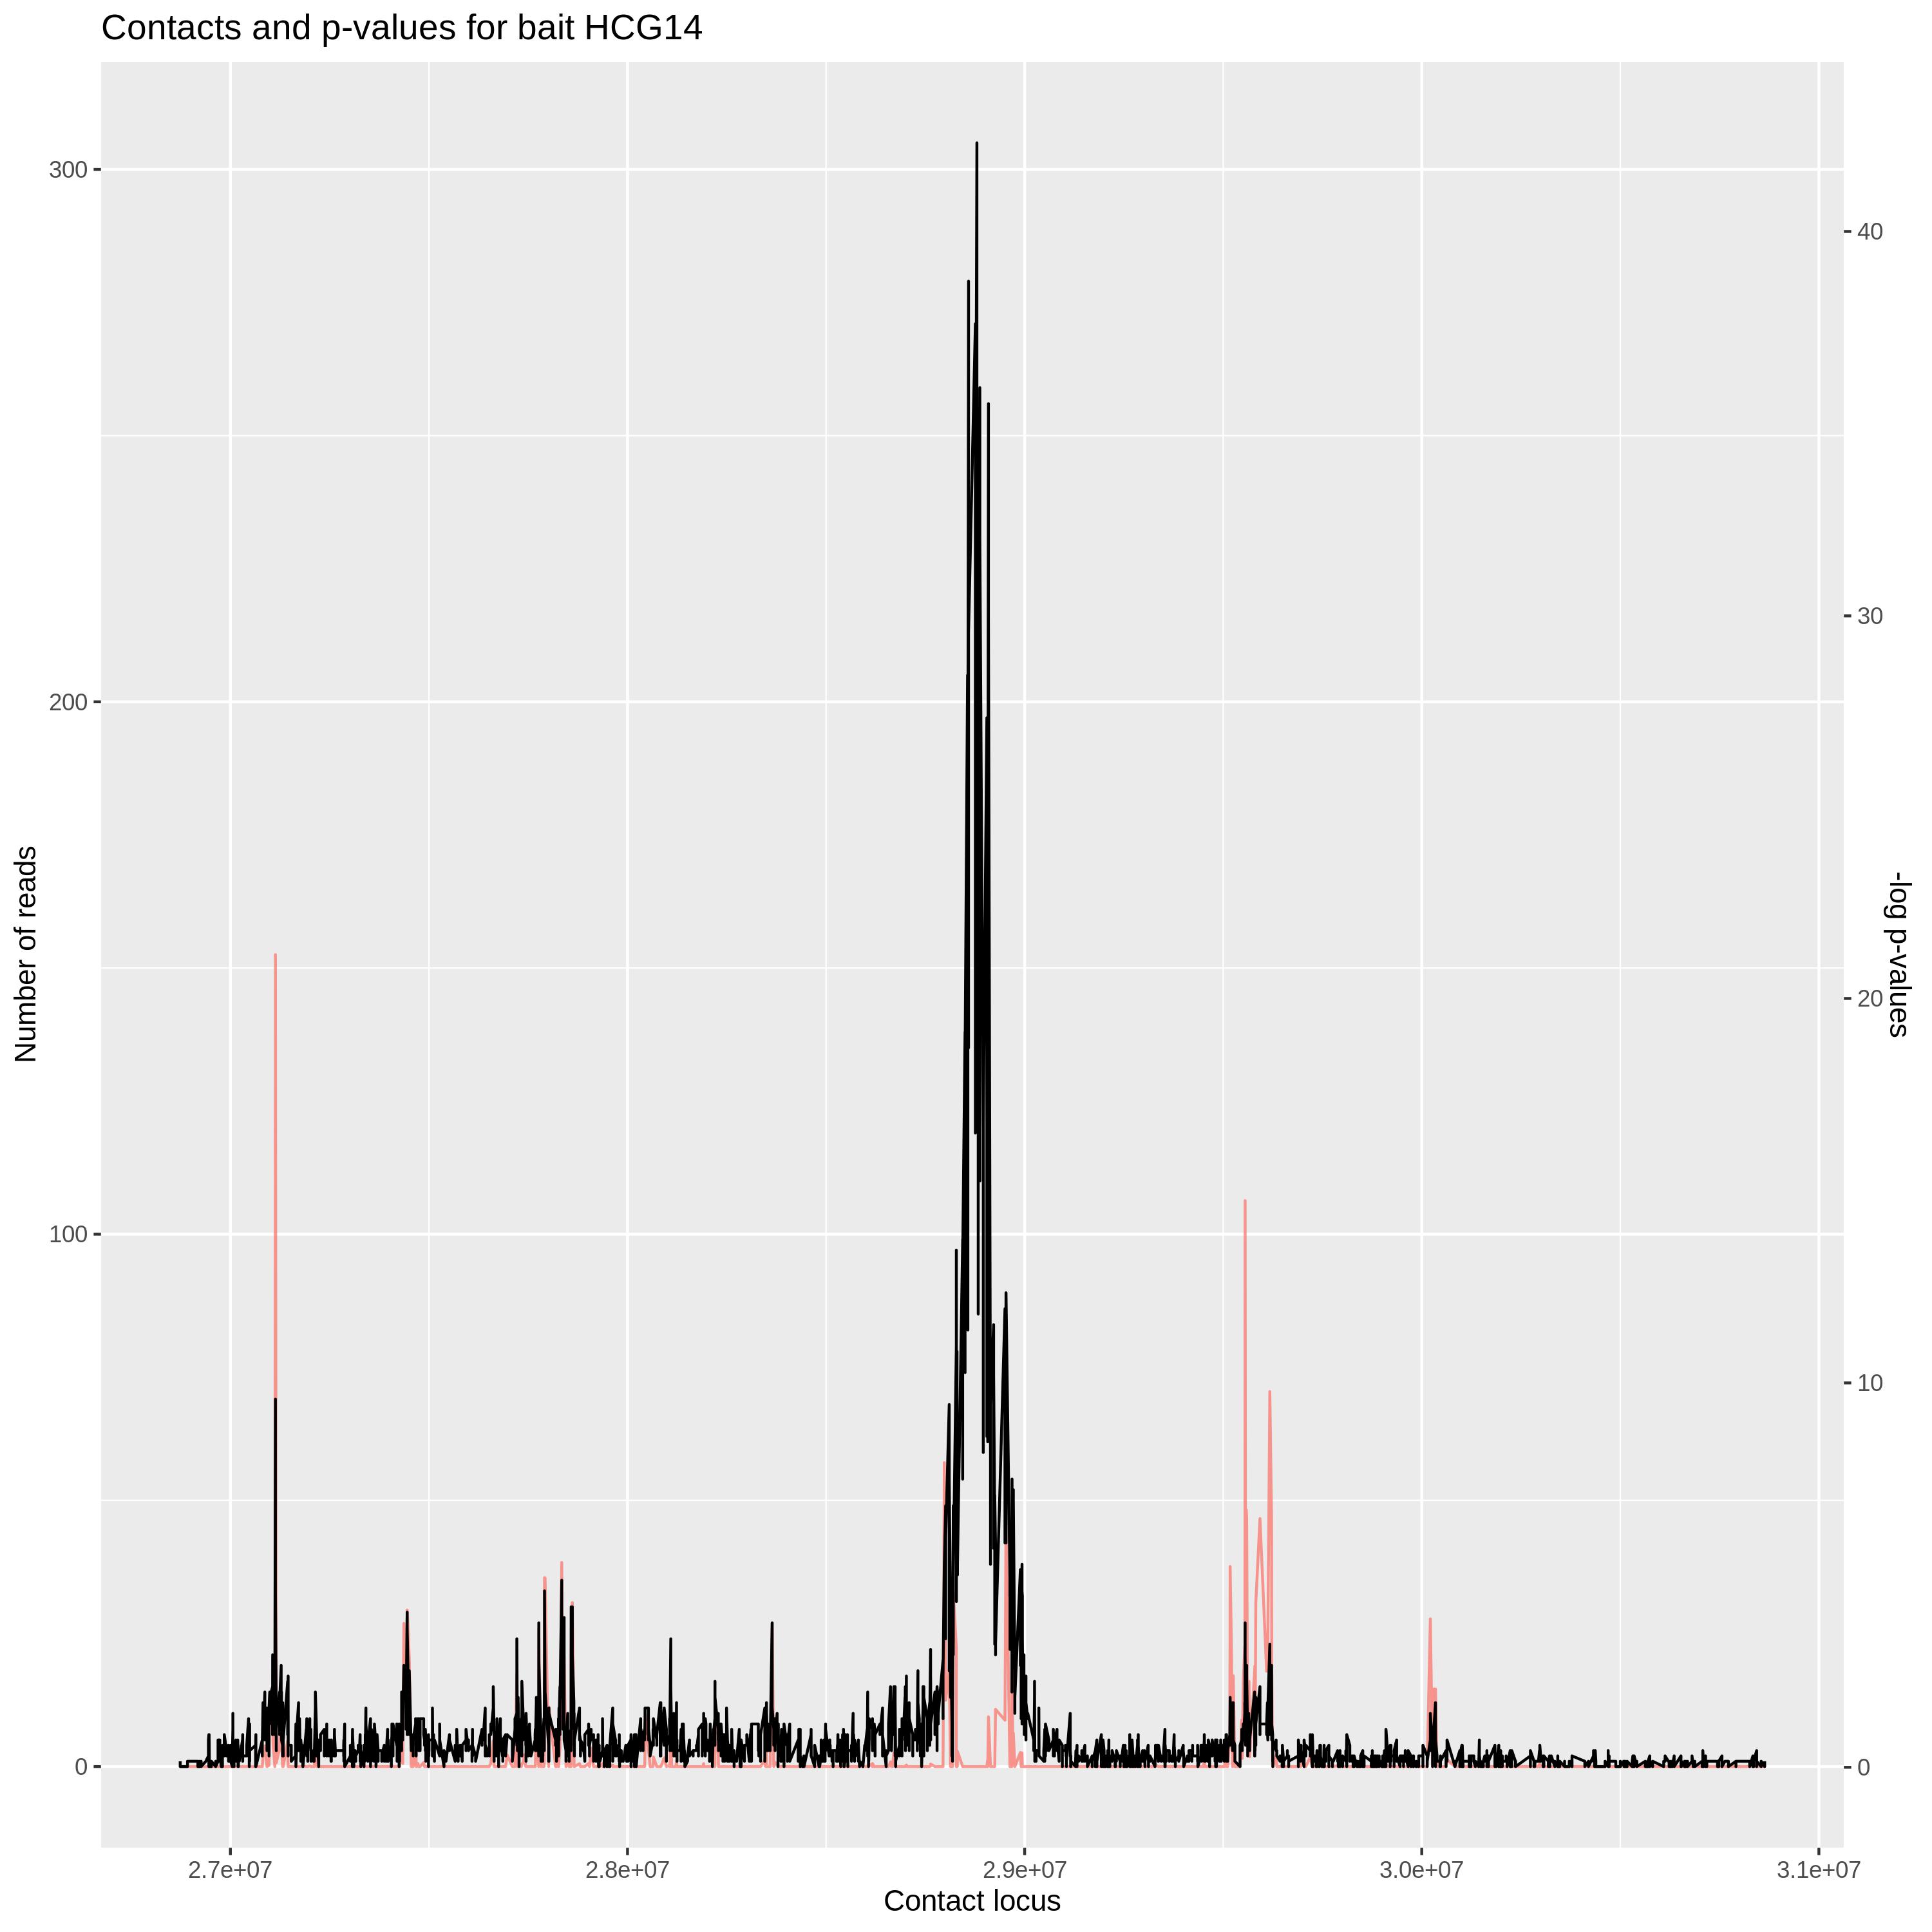 Contacts and p-values for bait HCG14
300
200
100
0
Number of reads
40
30
20
10
0
-log p-values
2.7e+07 2.8e+07 2.9e+07 3.0e+07 3.1e+07
Contact locus